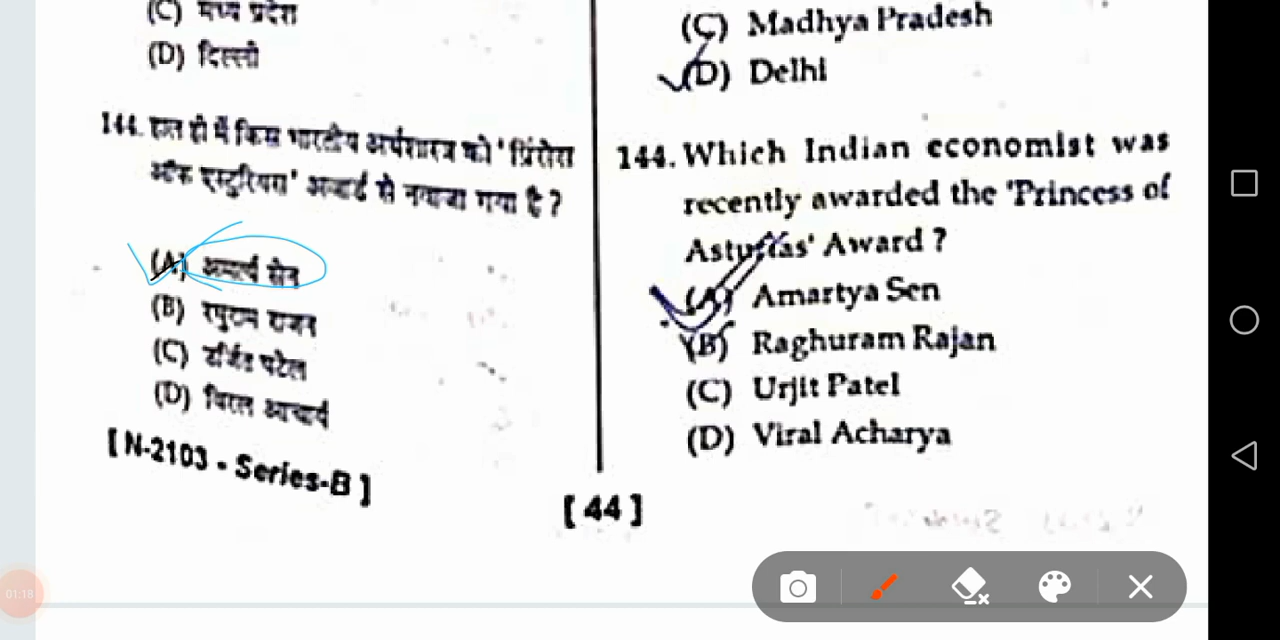 (C) मध्य प्रदेश
(D) दिल्ली
144. हाल ही में किस भारतीय अर्थशास्त्र को 'प्रिंसेस
ऑफ एस्टुरियस' अवार्ड से नवाजा गया है ?
(A) अमर्त्य सेन
(B) रघुराम राजन
(C) उर्जित पटेल
(D) विरल आचार्य
[ N-2103 - Series-B ]
(C) Madhya Pradesh
(D) Delhi
144. Which Indian economist was
recently awarded the 'Princess of
Asturias' Award ?
(A) Amartya Sen
(B) Raghuram Rajan
(C) Urjit Patel
(D) Viral Acharya
[ 44 ]
01:18